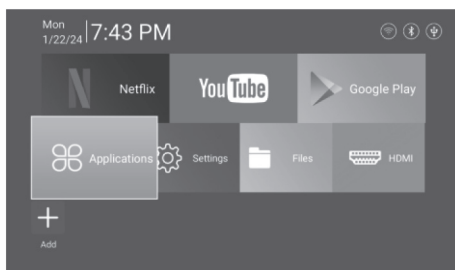 Mon
1/22/24 7:43 PM
Netflix
YouTube
Google Play
Applications
Settings
Files
HDMI
Add